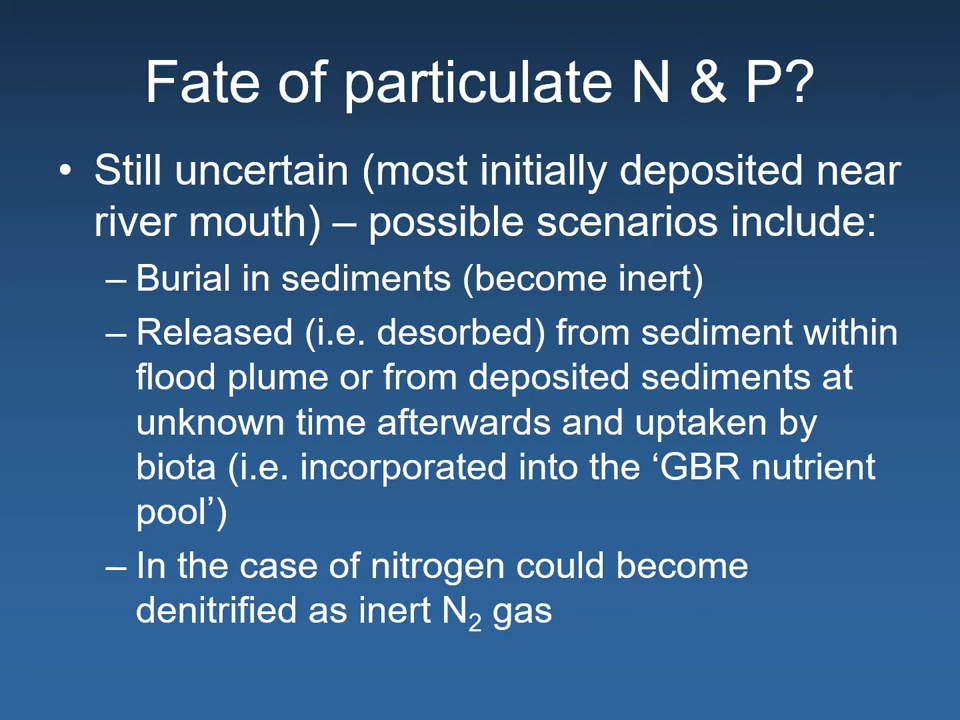 Fate of particulate N & P?
• Still uncertain (most initially deposited near
river mouth) – possible scenarios include:
– Burial in sediments (become inert)
– Released (i.e. desorbed) from sediment within
flood plume or from deposited sediments at
unknown time afterwards and uptaken by
biota (i.e. incorporated into the ‘GBR nutrient
pool’)
– In the case of nitrogen could become
denitrified as inert N₂ gas